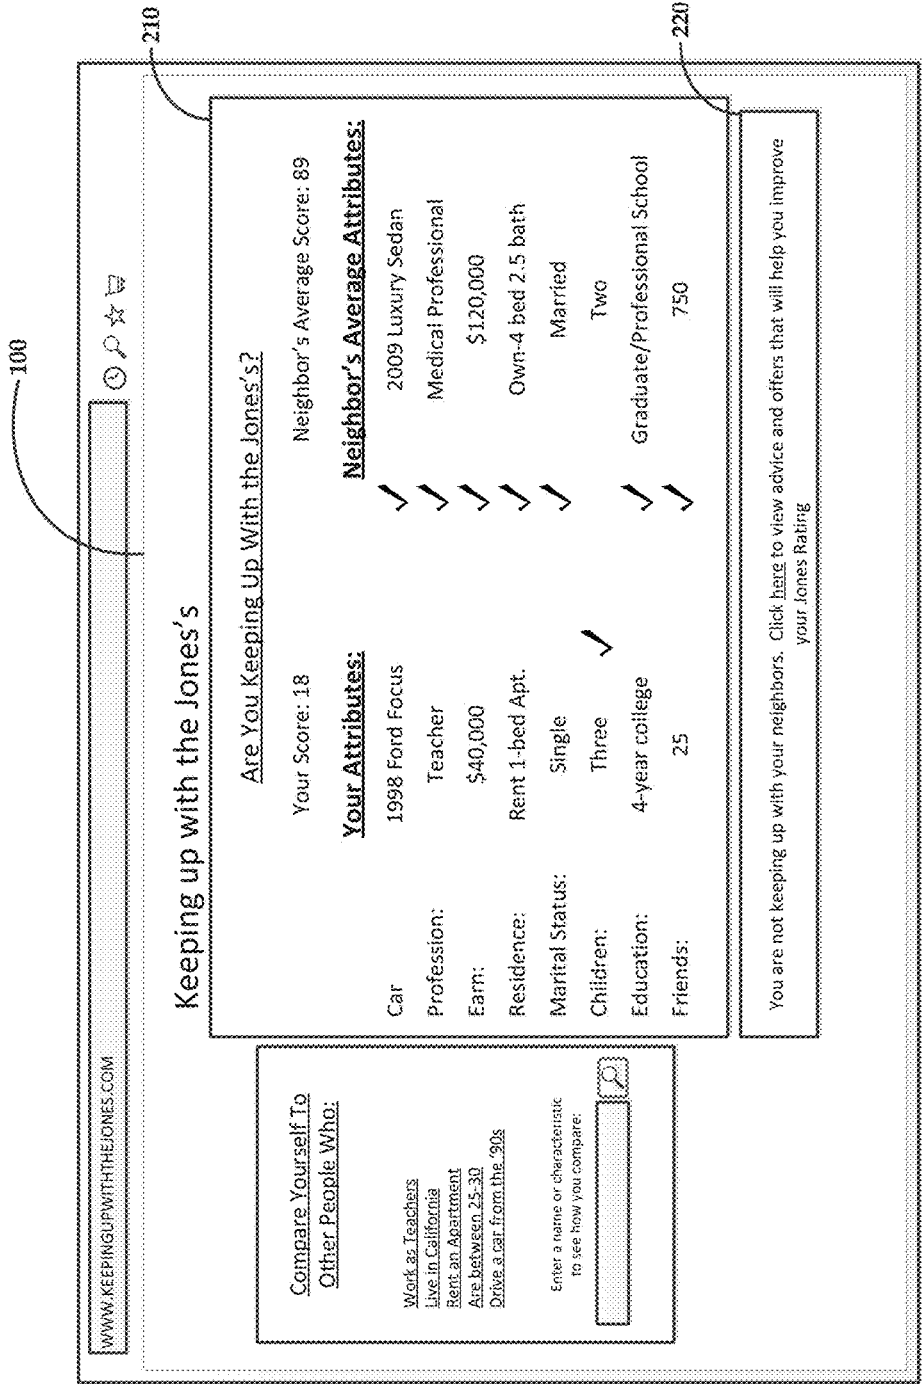 100
210
220
WWW.KEEPINGUPWITHTHEJONES.COM
Keeping up with the Jones's
Compare Yourself To
Other People Who:
Work as Teachers
Live in California
Rent an Apartment
Are between 25-30
Drive a car from the '90s
Enter a name or characteristic
to see how you compare:
Are You Keeping Up With the Jones's?
Your Score: 18 Neighbor's Average Score: 89
Your Attributes: Neighbor's Average Attributes:
Car 1998 Ford Focus 2009 Luxury Sedan
Profession: Teacher Medical Professional
Earn: $40,000 $120,000
Residence: Rent 1-bed Apt. Own-4 bed 2.5 bath
Marital Status: Single Married
Children: Three Two
Education: 4-year college Graduate/Professional School
Friends: 25 750
You are not keeping up with your neighbors. Click here to view advice and offers that will help you improve
your Jones Rating